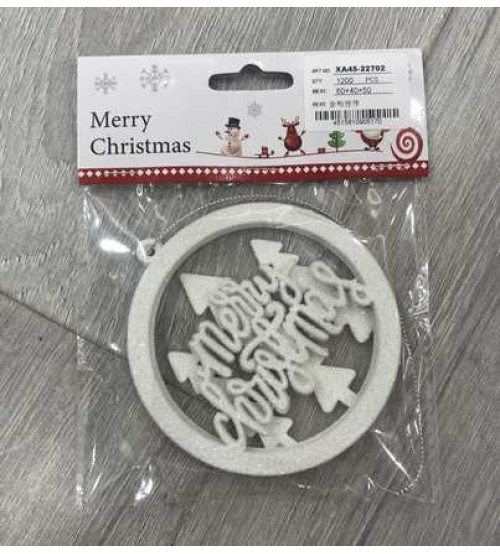 Merry
Christmas
XA45-22702
1200 PCS
60*40*50
merry
christmas